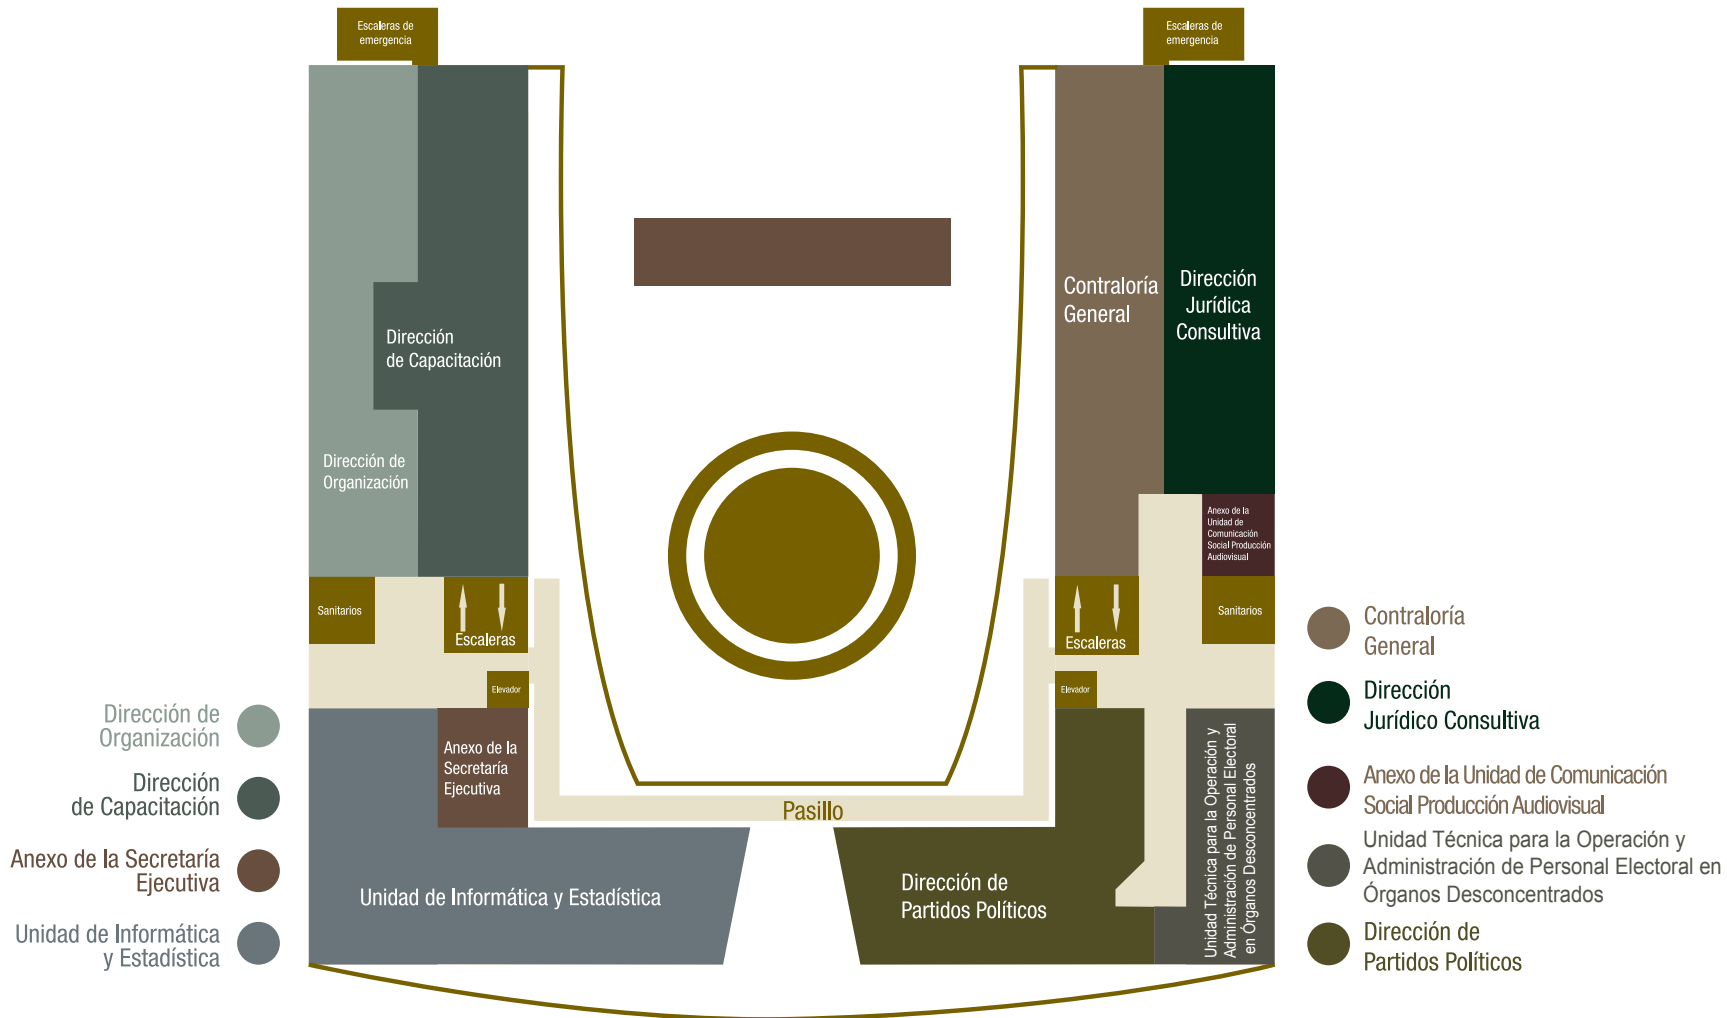 Escaleras de
emergencia
Escaleras de
emergencia
Contraloría
General
Dirección
Jurídica
Consultiva
Dirección
de Capacitación
Dirección de
Organización
Anexo de la
Unidad de
Comunicación
Social Producción
Audiovisual
Sanitarios
Escaleras
Elevador
Escaleras
Elevador
Sanitarios
Anexo de la
Secretaría
Ejecutiva
Pasillo
Unidad de Informática y Estadística
Dirección de
Partidos Políticos
Unidad Técnica para la Operación y
Administración de Personal Electoral
en Órganos Desconcentrados
Dirección de
Organización
Dirección
de Capacitación
Anexo de la Secretaría
Ejecutiva
Unidad de Informática
y Estadística
Contraloría
General
Dirección
Jurídico Consultiva
Anexo de la Unidad de Comunicación
Social Producción Audiovisual
Unidad Técnica para la Operación y
Administración de Personal Electoral en
Órganos Desconcentrados
Dirección de
Partidos Políticos